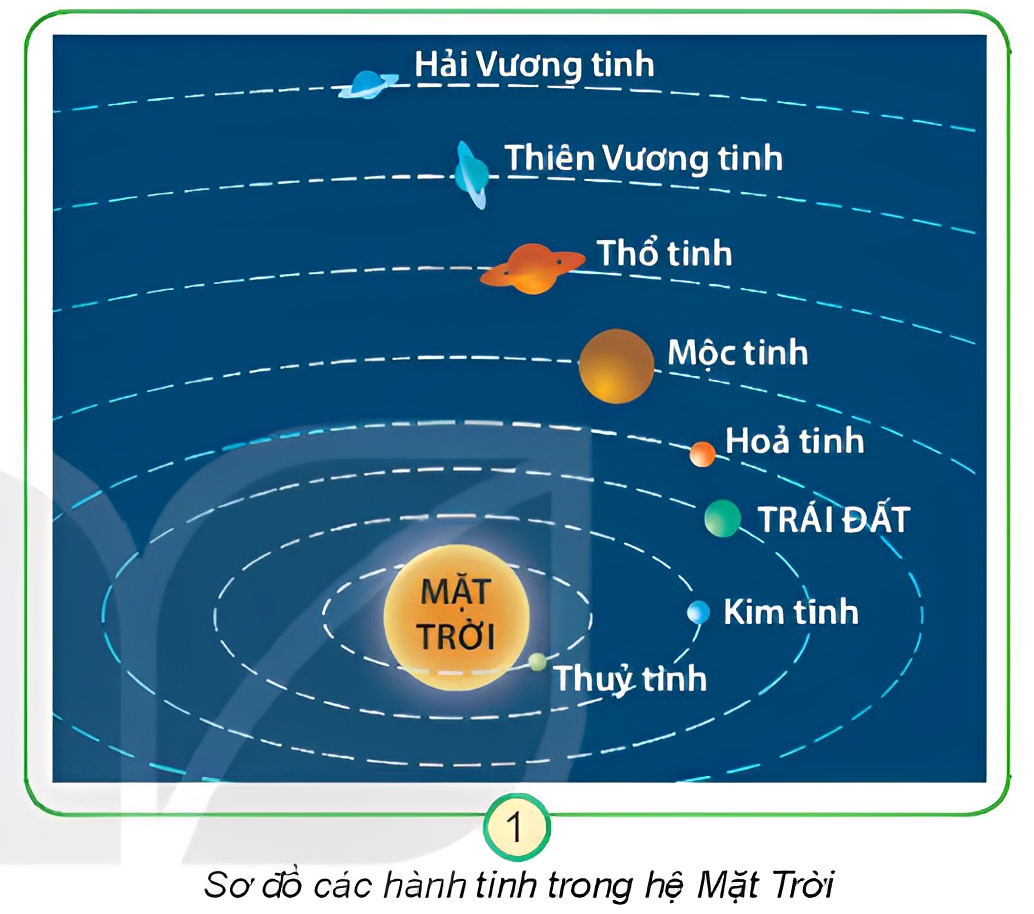 Hải Vương tinh
Thiên Vương tinh
Thổ tinh
Mộc tinh
Hoả tinh
TRÁI ĐẤT
MẶT
TRỜI
Kim tinh
Thuỷ tinh
1
Sơ đồ các hành tinh trong hệ Mặt Trời